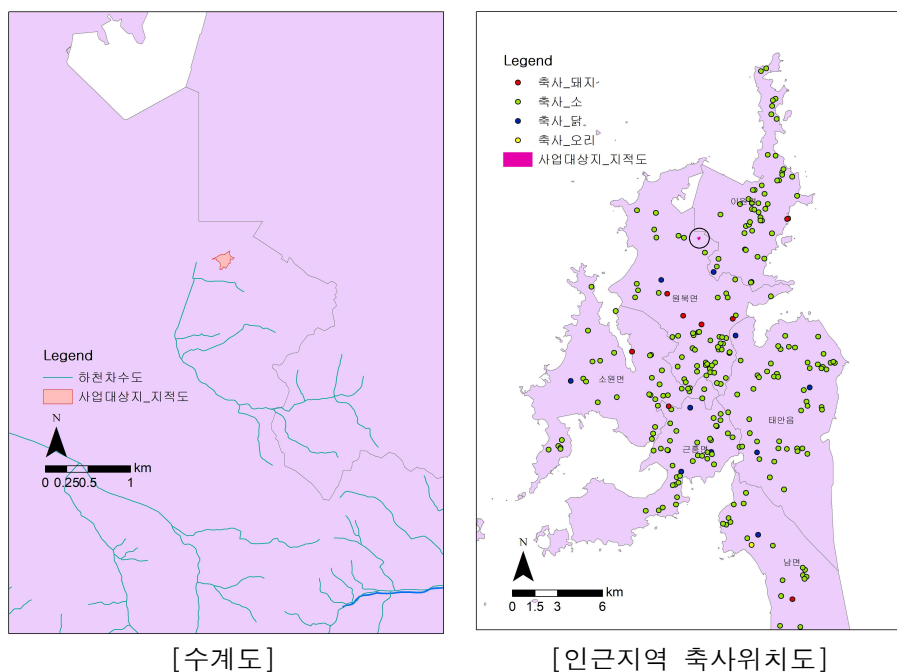 Legend
하천차수도
사업대상지_지적도
N
km
0 0.25 0.5 1
[수계도]
Legend
축사_돼지
축사_소
축사_닭
축사_오리
사업대상지_지적도
원북면
소원면
태안읍
남면
N
km
0 1.5 3 6
[인근지역 축사위치도]